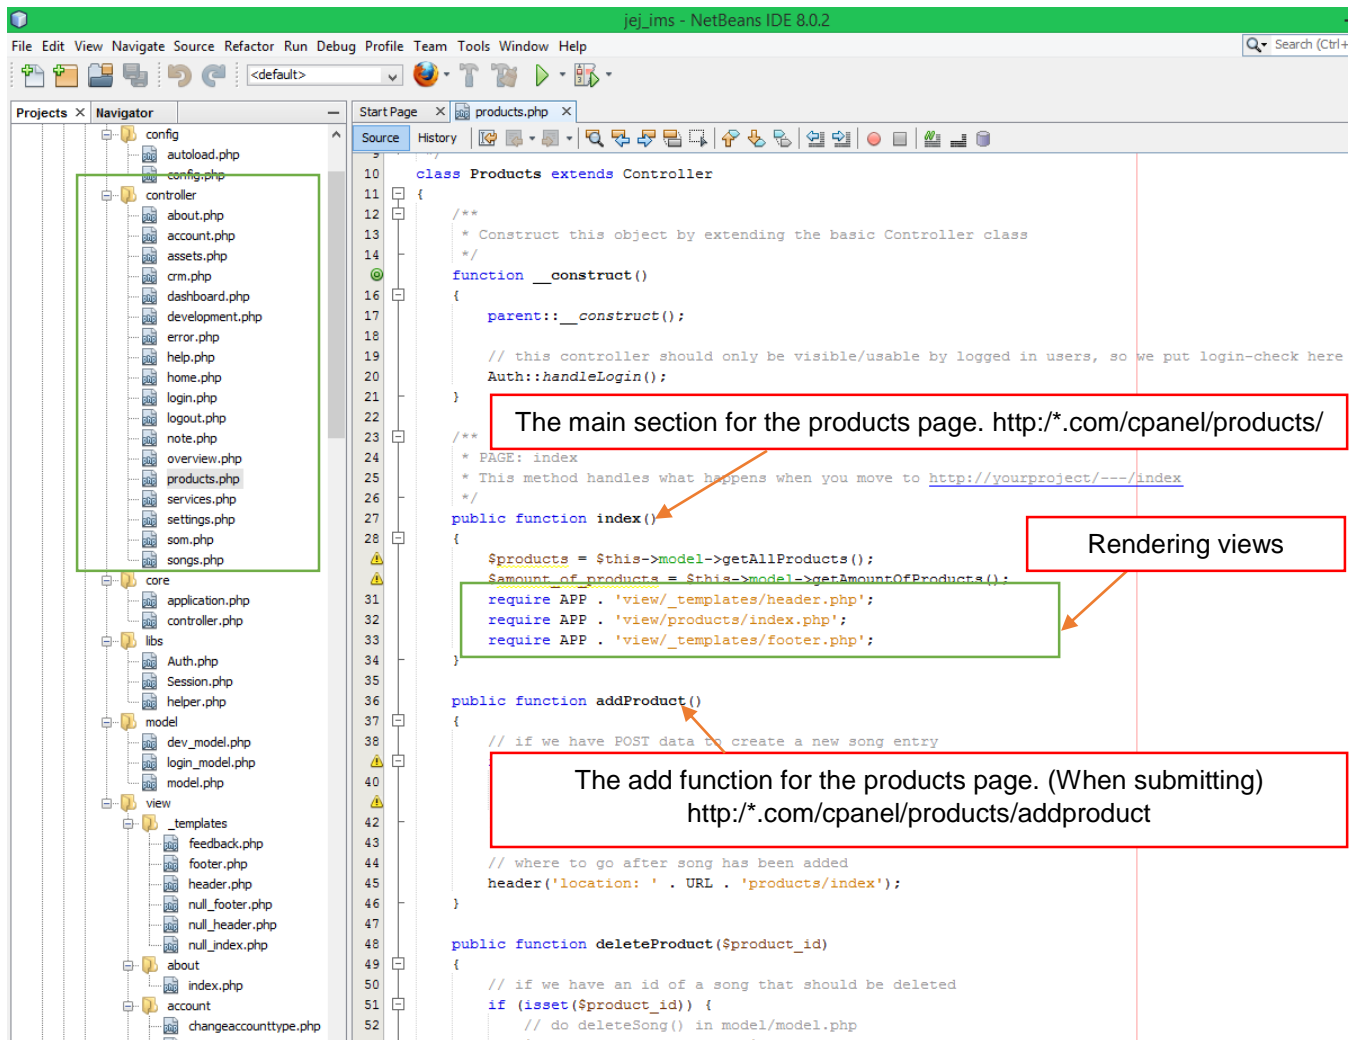 jej_ims - NetBeans IDE 8.0.2
File Edit View Navigate Source Refactor Run Debug Profile Team Tools Window Help
Search (Ctrl+
<default>
Projects Navigator
Start Page products.php
Source History
config
autoload.php
config.php
controller
about.php
account.php
assets.php
crm.php
dashboard.php
development.php
error.php
help.php
home.php
login.php
logout.php
note.php
overview.php
products.php
services.php
settings.php
som.php
songs.php
core
application.php
controller.php
libs
Auth.php
Session.php
helper.php
model
dev_model.php
login_model.php
model.php
view
_templates
feedback.php
footer.php
header.php
null_footer.php
null_header.php
null_index.php
about
index.php
account
changeaccounttype.php
9 */
10 class Products extends Controller
11 {
12 /**
13 * Construct this object by extending the basic Controller class
14 */
function __construct()
16 {
17 parent::__construct();
18
19 // this controller should only be visible/usable by logged in users, so we put login-check here
20 Auth::handleLogin();
21 }
22
The main section for the products page. http:/*.com/cpanel/products/
23 /**
24 * PAGE: index
25 * This method handles what happens when you move to http://yourproject/---/index
26 */
27 public function index()
28 {
Rendering views
$products = $this->model->getAllProducts();
$amount_of_products = $this->model->getAmountOfProducts();
31 require APP . 'view/_templates/header.php';
32 require APP . 'view/products/index.php';
33 require APP . 'view/_templates/footer.php';
34 }
35
36 public function addProduct()
37 {
38 // if we have POST data to create a new song entry
40
The add function for the products page. (When submitting)
http:/*.com/cpanel/products/addproduct
42
43
44 // where to go after song has been added
45 header('location: ' . URL . 'products/index');
46 }
47
48 public function deleteProduct($product_id)
49 {
50 // if we have an id of a song that should be deleted
51 if (isset($product_id)) {
52 // do deleteSong() in model/model.php